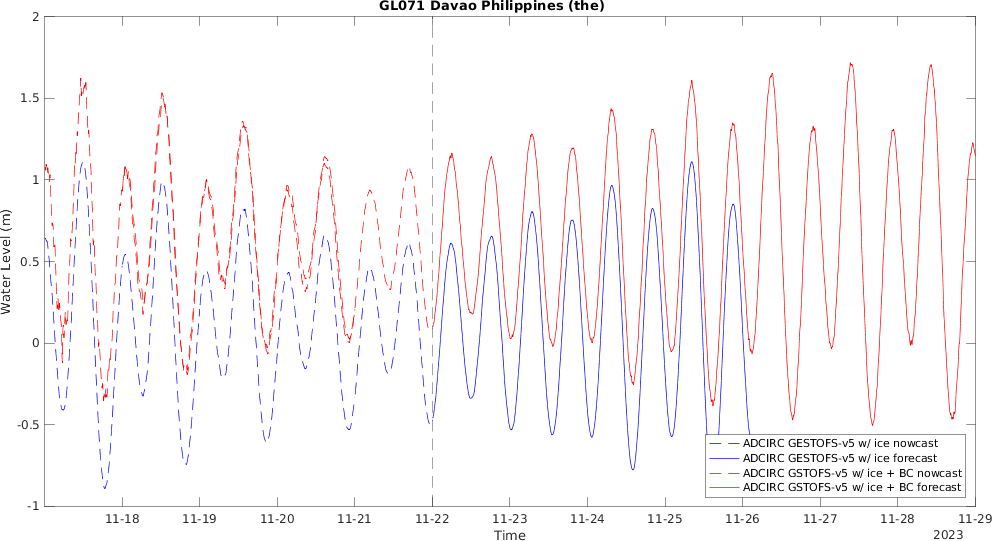 GL071 Davao Philippines (the)
2
1.5
1
0.5
0
-0.5
-1
Water Level (m)
11-18 11-19 11-20 11-21 11-22 11-23 11-24 11-25 11-26 11-27 11-28 11-29
Time
2023
ADCIRC GESTOFS-v5 w/ ice nowcast
ADCIRC GESTOFS-v5 w/ ice forecast
ADCIRC GSTOFS-v5 w/ ice + BC nowcast
ADCIRC GSTOFS-v5 w/ ice + BC forecast